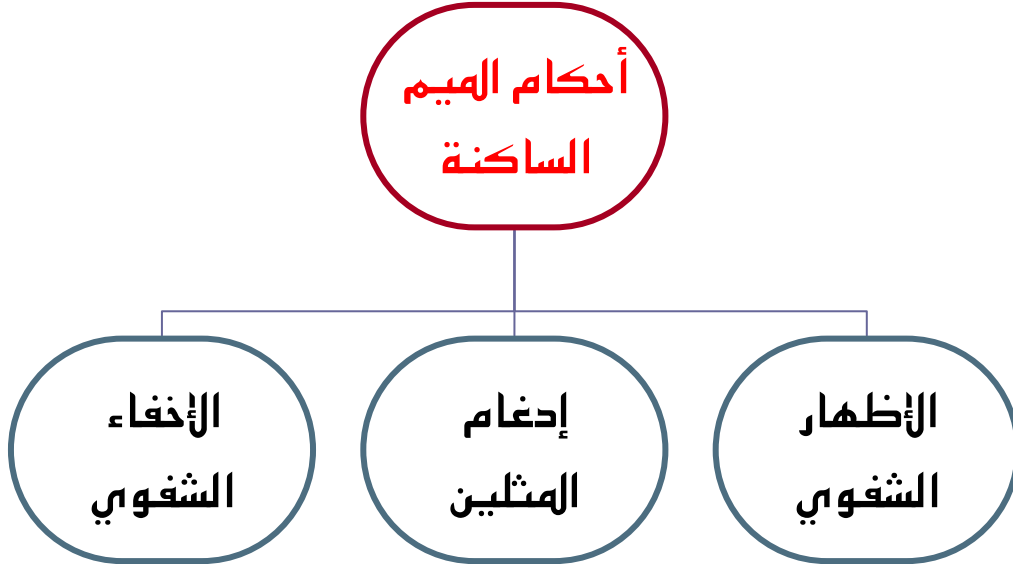 أحكام الميم
الساكنة
الإظهار
الشفوي
إدغام
المثلين
الإخفاء
الشفوي